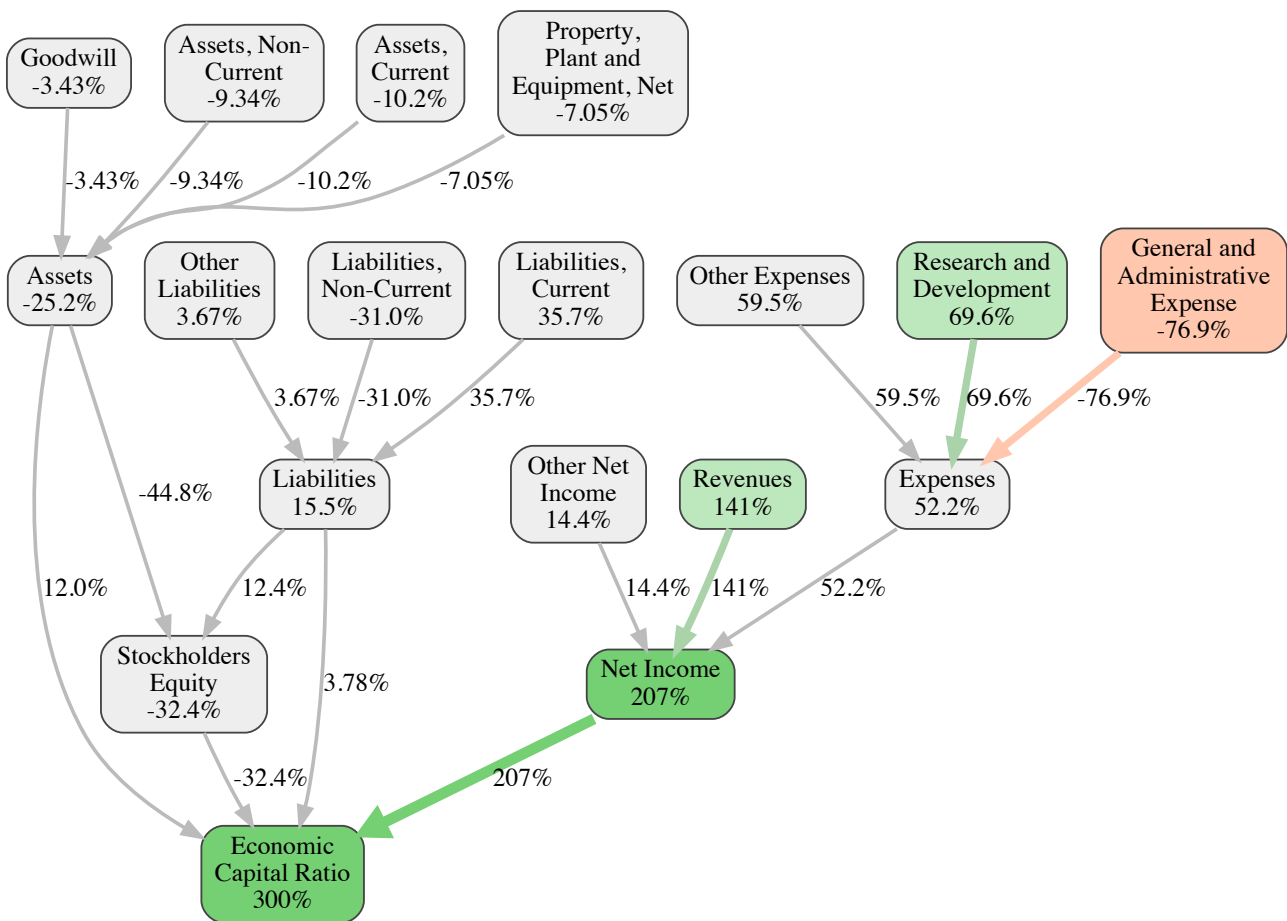 Goodwill
-3.43%
Assets, Non-
Current
-9.34%
Assets,
Current
-10.2%
Property,
Plant and
Equipment, Net
-7.05%
-3.43%
-9.34%
-10.2%
-7.05%
Assets
-25.2%
Other
Liabilities
3.67%
Liabilities,
Non-Current
-31.0%
Liabilities,
Current
35.7%
Other Expenses
59.5%
Research and
Development
69.6%
General and
Administrative
Expense
-76.9%
3.67%
-31.0%
35.7%
59.5%
69.6%
-76.9%
-44.8%
Liabilities
15.5%
Other Net
Income
14.4%
Revenues
141%
Expenses
52.2%
12.0%
12.4%
14.4%
141%
52.2%
Stockholders
Equity
-32.4%
3.78%
Net Income
207%
-32.4%
207%
Economic
Capital Ratio
300%